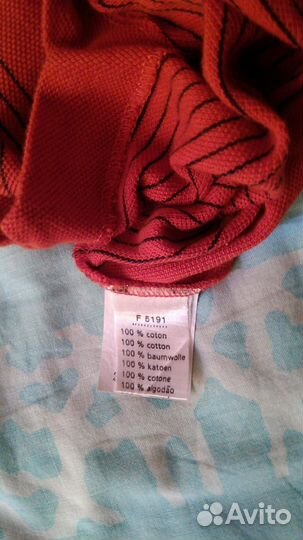 F 5191
100 % coton
100 % cotton
100 % baumwolle
100 % katoen
100 % cotone
100 % algodão
Avito